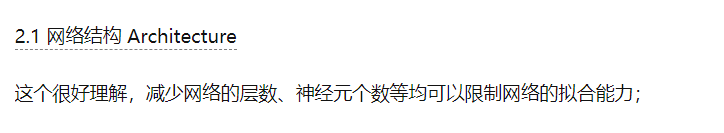 2.1 网络结构 Architecture
这个很好理解，减少网络的层数、神经元个数等均可以限制网络的拟合能力；